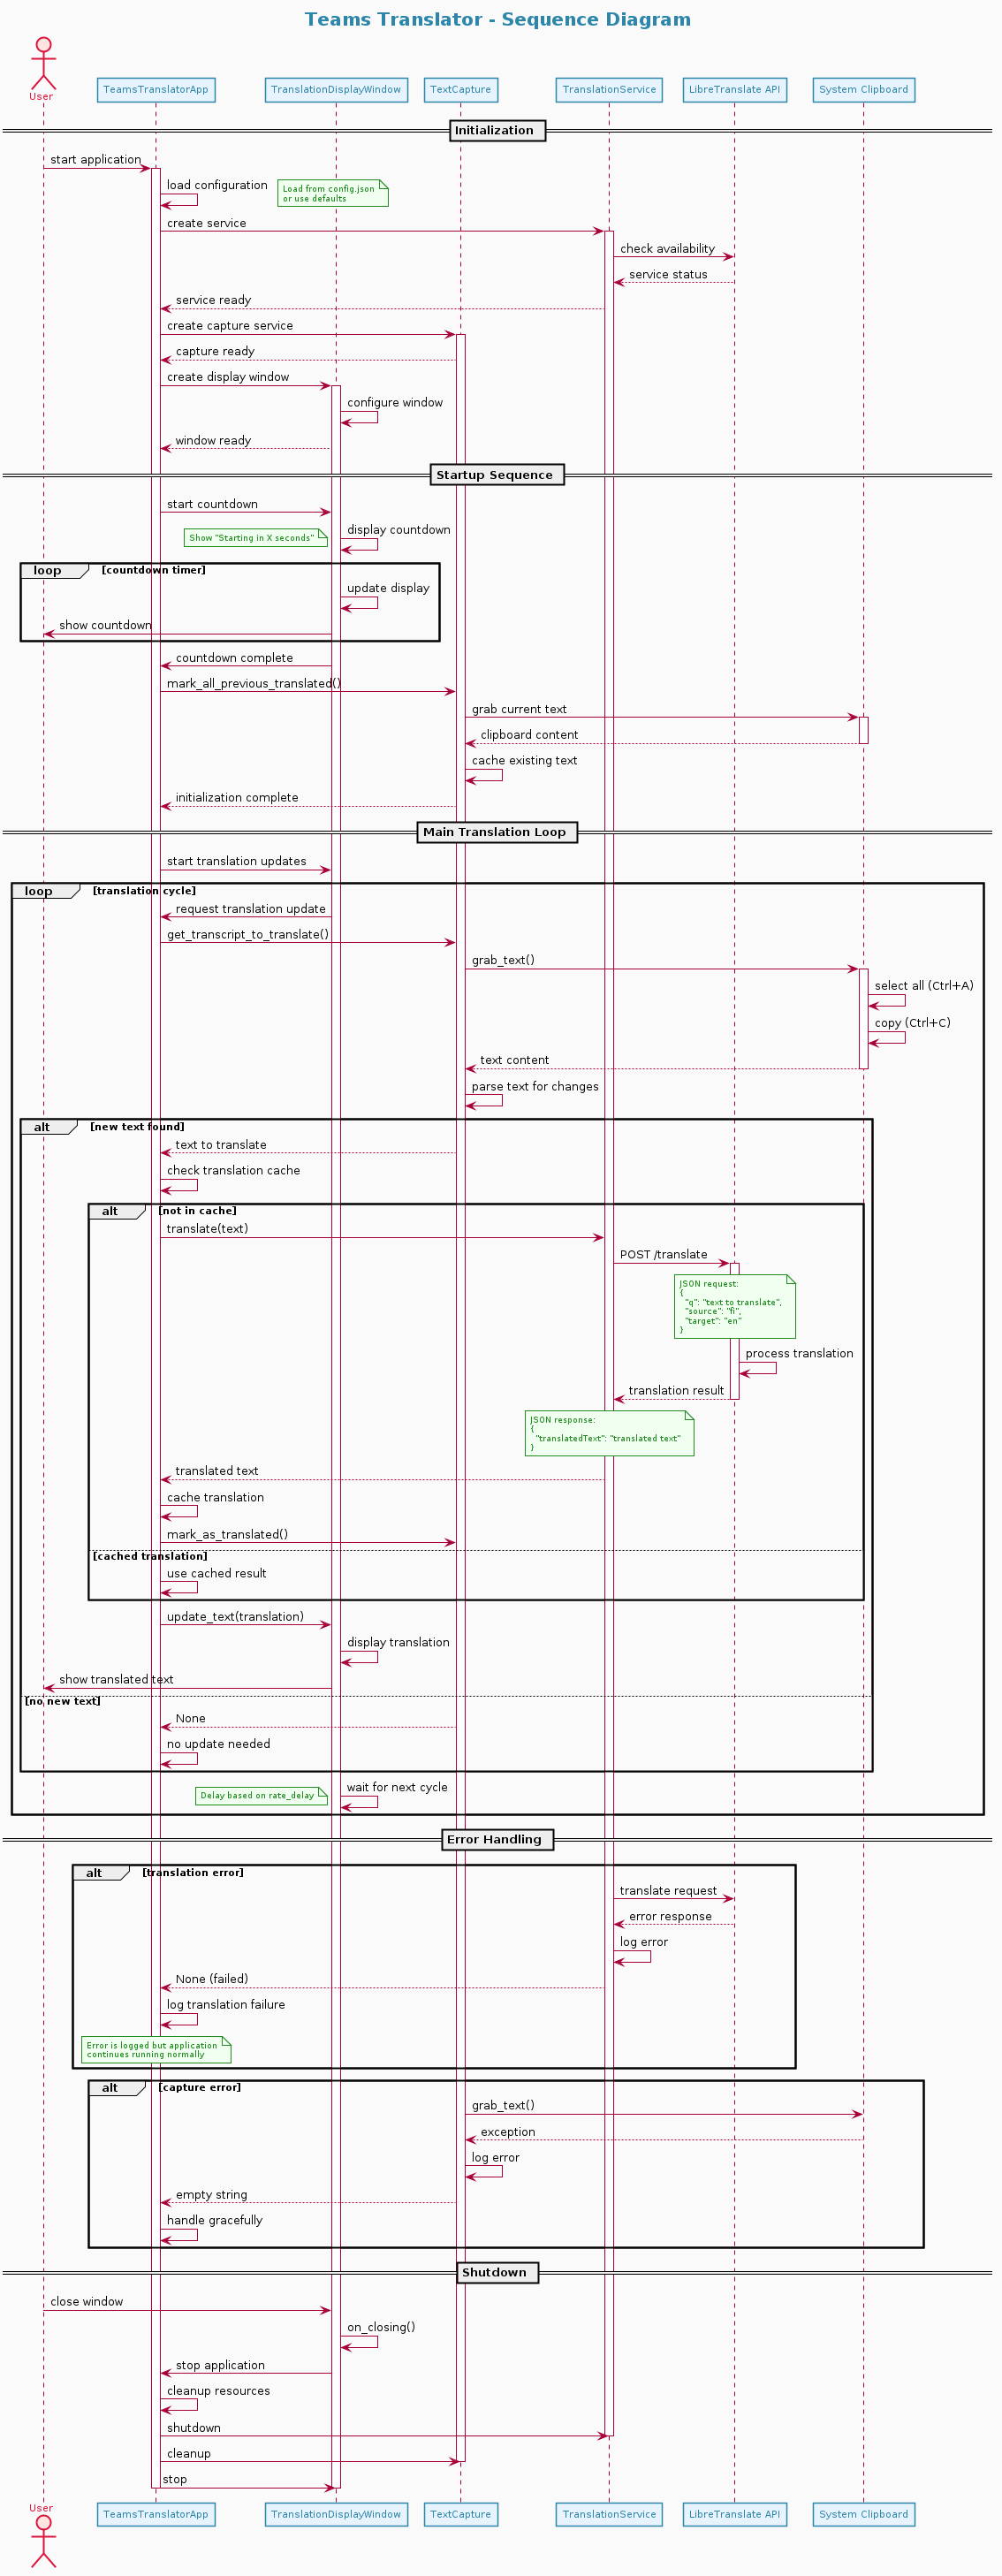 Teams Translator - Sequence Diagram
User
TeamsTranslatorApp
TranslationDisplayWindow
TextCapture
TranslationService
LibreTranslate API
System Clipboard
Initialization
start application
load configuration
Load from config.json
or use defaults
create service
check availability
service status
service ready
create capture service
capture ready
create display window
configure window
window ready
Startup Sequence
start countdown
display countdown
Show "Starting in X seconds"
loop
[countdown timer]
update display
show countdown
countdown complete
mark_all_previous_translated()
grab current text
clipboard content
cache existing text
initialization complete
Main Translation Loop
start translation updates
loop
[translation cycle]
request translation update
get_transcript_to_translate()
grab_text()
select all (Ctrl+A)
copy (Ctrl+C)
text content
parse text for changes
alt
[new text found]
text to translate
check translation cache
alt
[not in cache]
translate(text)
POST /translate
JSON request:
{
"q": "text to translate",
"source": "fi",
"target": "en"
}
process translation
translation result
JSON response:
{
"translatedText": "translated text"
}
translated text
cache translation
mark_as_translated()
[cached translation]
use cached result
update_text(translation)
display translation
show translated text
[no new text]
None
no update needed
wait for next cycle
Delay based on rate_delay
Error Handling
alt
[translation error]
translate request
error response
log error
None (failed)
log translation failure
Error is logged but application
continues running normally
alt
[capture error]
grab_text()
exception
log error
empty string
handle gracefully
Shutdown
close window
on_closing()
stop application
cleanup resources
shutdown
cleanup
stop
User
TeamsTranslatorApp
TranslationDisplayWindow
TextCapture
TranslationService
LibreTranslate API
System Clipboard